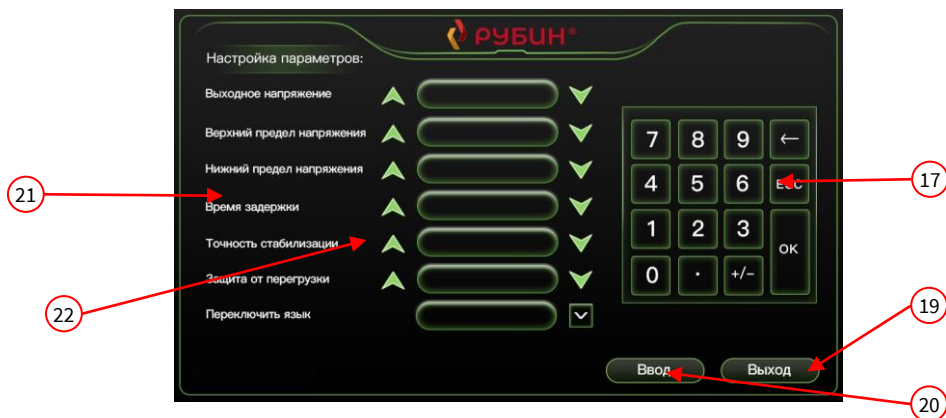 РУБИН®
Настройка параметров:
Выходное напряжение
Верхний предел напряжения
Нижний предел напряжения
Время задержки
Точность стабилизации
Защита от перегрузки
Переключить язык
7 8 9 ←
4 5 6 ESC
1 2 3
OK
0 . +/-
Ввод Выход
21
22
17
19
20